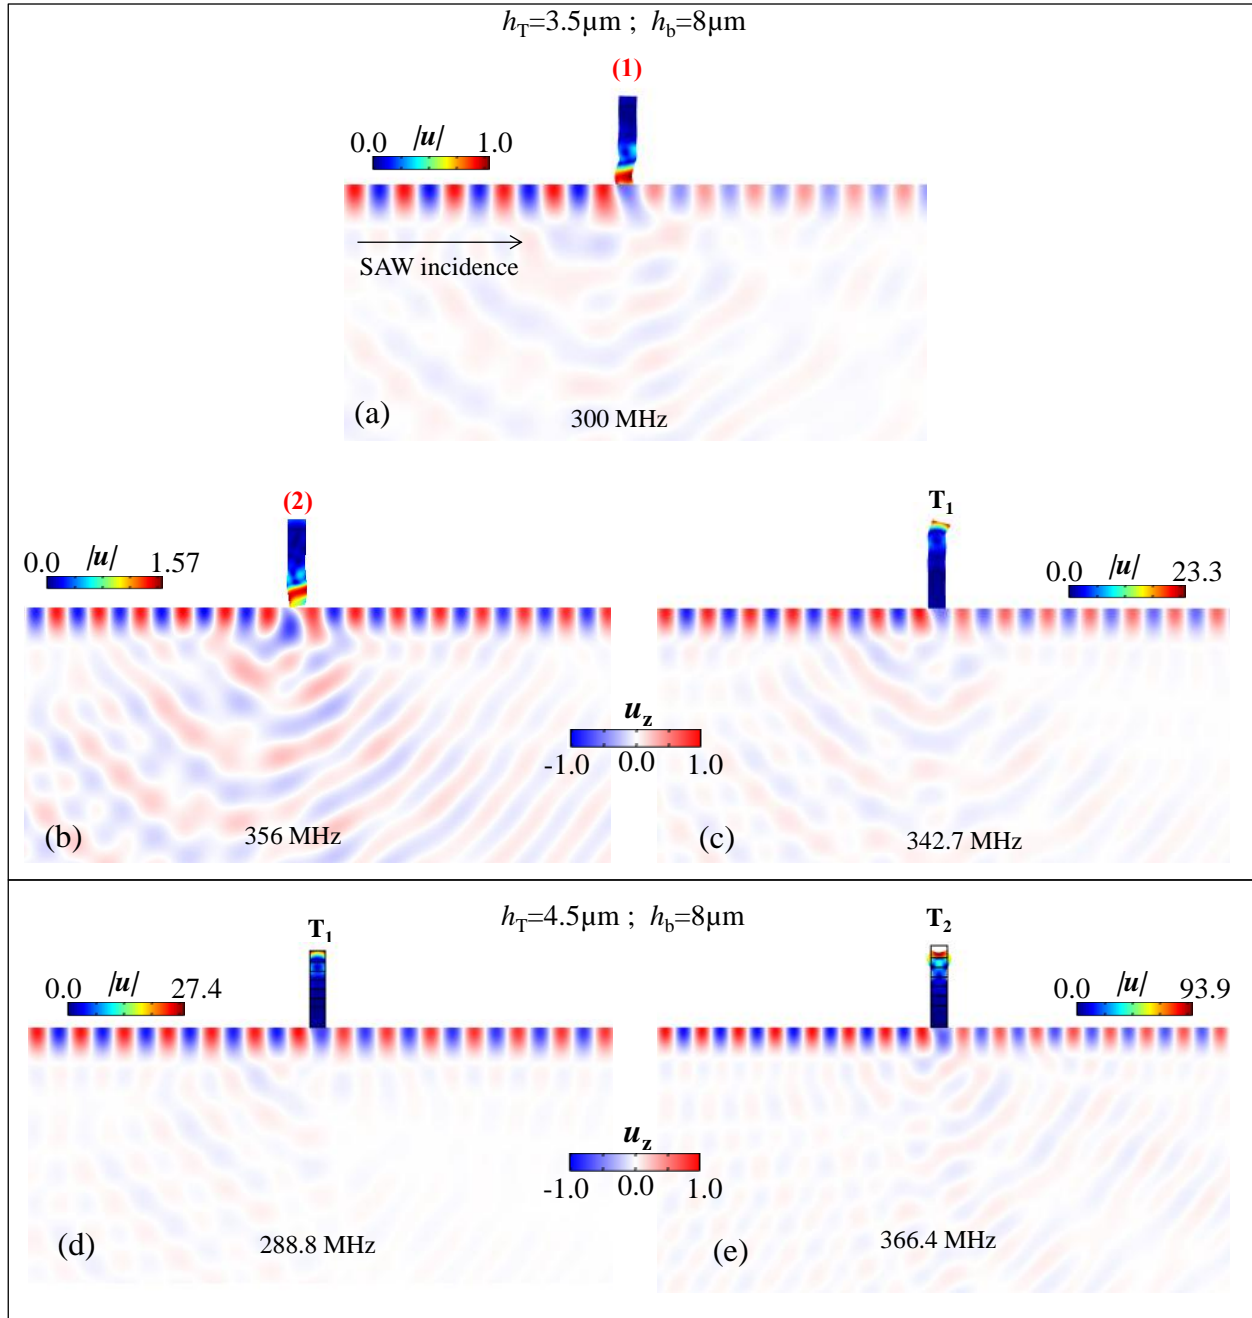 hT=3.5µm ; hb=8µm
(1)
0.0 |u| 1.0
SAW incidence
(a)
300 MHz
(2)
0.0 |u| 1.57
T1
0.0 |u| 23.3
uz
-1.0 0.0 1.0
(b)
356 MHz
(c)
342.7 MHz
hT=4.5µm ; hb=8µm
T1
0.0 |u| 27.4
T2
0.0 |u| 93.9
uz
-1.0 0.0 1.0
(d)
288.8 MHz
(e)
366.4 MHz